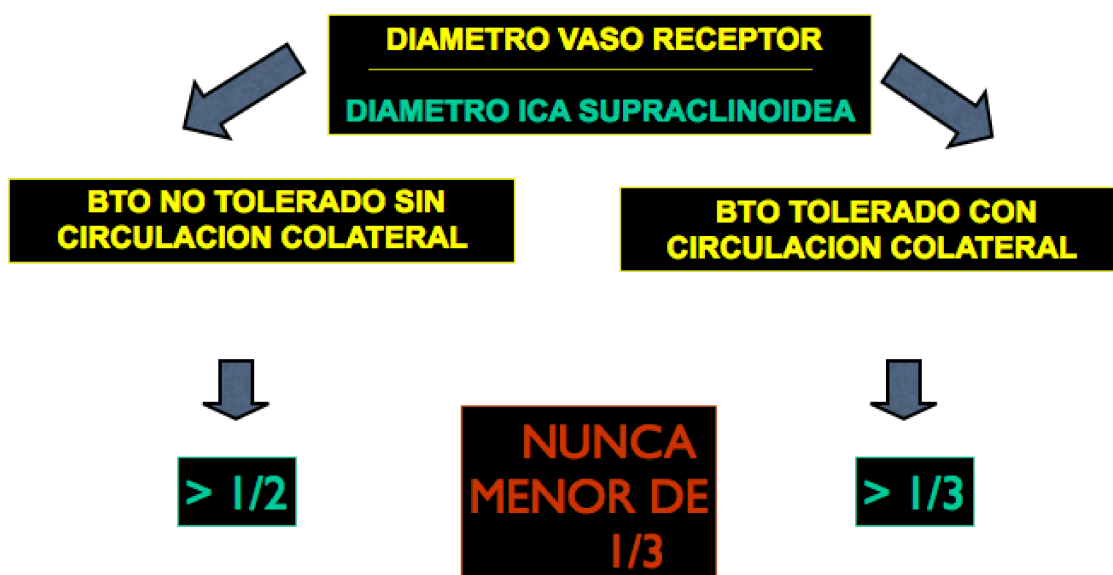 DIAMETRO VASO RECEPTOR
DIAMETRO ICA SUPRACLINOIDEA
BTO NO TOLERADO SIN
CIRCULACION COLATERAL
BTO TOLERADO CON
CIRCULACION COLATERAL
> 1/2
NUNCA
MENOR DE
1/3
> 1/3